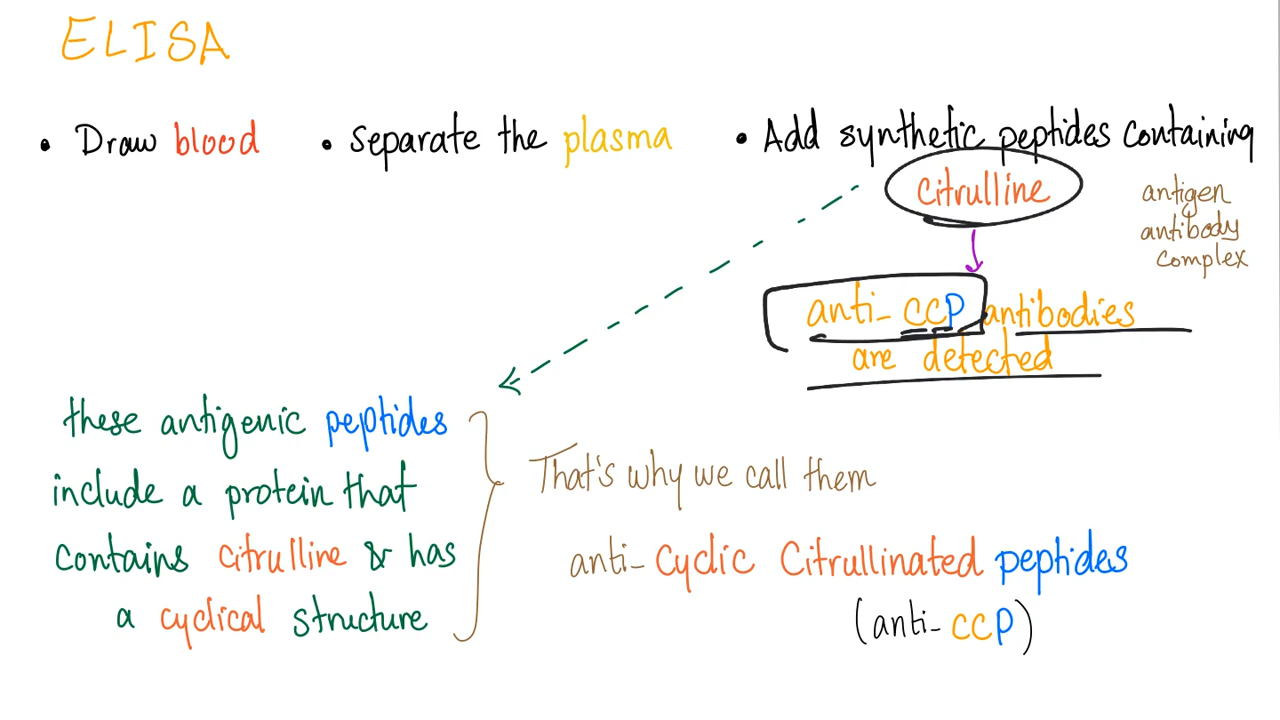 ELISA
• Draw blood
• Separate the plasma
• Add synthetic peptides containing
citrulline
antigen
antibody
complex
anti-CCP antibodies
are detected
these antigenic peptides
include a protein that
contains citrulline & has
a cyclical structure
That's why we call them
anti-Cyclic Citrullinated peptides
(anti-CCP)